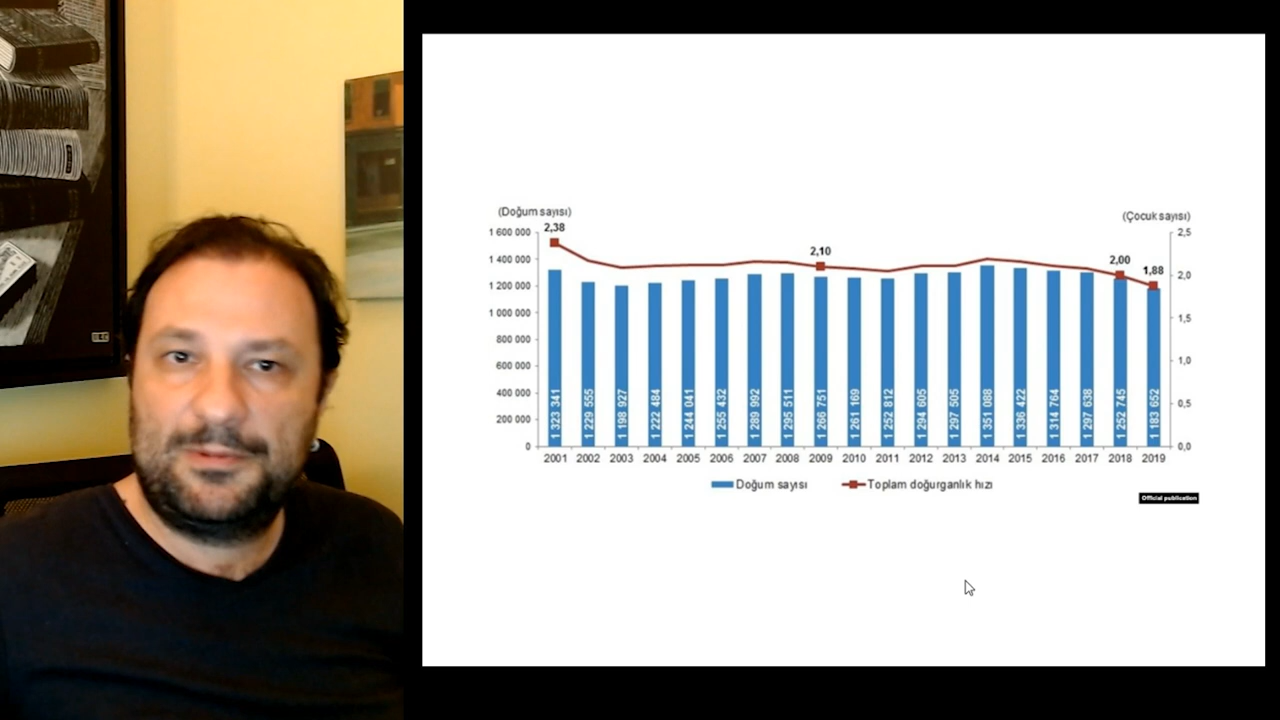 (Doğum sayısı)
(Çocuk sayısı)
2,38
2,10
2,00
1,88
1 600 000
1 400 000
1 200 000
1 000 000
800 000
600 000
400 000
200 000
0
2,5
2,0
1,5
1,0
0,5
0,0
1 323 341
1 229 555
1 198 927
1 222 484
1 244 041
1 255 432
1 289 992
1 295 511
1 266 751
1 261 169
1 252 812
1 294 605
1 297 505
1 351 088
1 336 422
1 314 764
1 297 638
1 252 745
1 183 652
2001 2002 2003 2004 2005 2006 2007 2008 2009 2010 2011 2012 2013 2014 2015 2016 2017 2018 2019
Doğum sayısı
Toplam doğurganlık hızı
Official publication